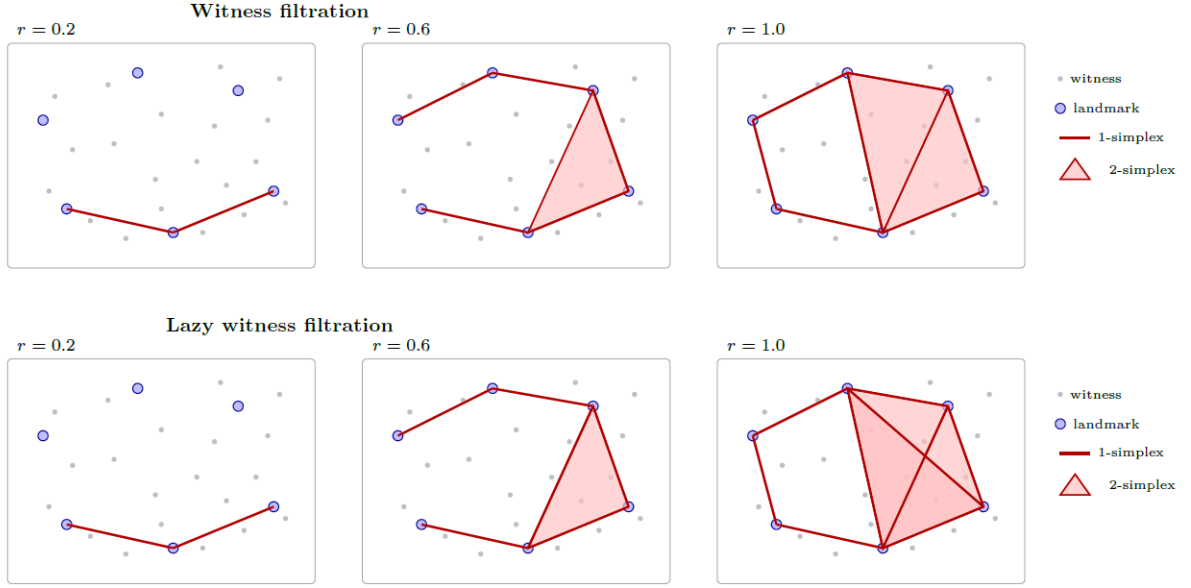 Witness filtration
r = 0.2
r = 0.6
r = 1.0
witness
landmark
1-simplex
2-simplex
Lazy witness filtration
r = 0.2
r = 0.6
r = 1.0
witness
landmark
1-simplex
2-simplex